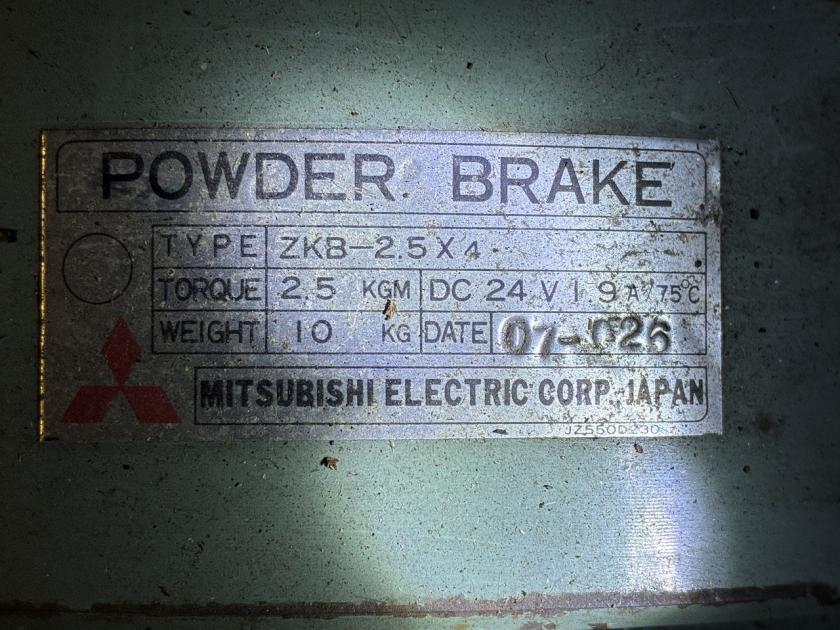 POWDER BRAKE
TYPE ZKB-2.5X4
TORQUE 2.5 KGM DC 24 V 1.9 A/75°C
WEIGHT 10 KG DATE 07-026
MITSUBISHI ELECTRIC CORP. JAPAN